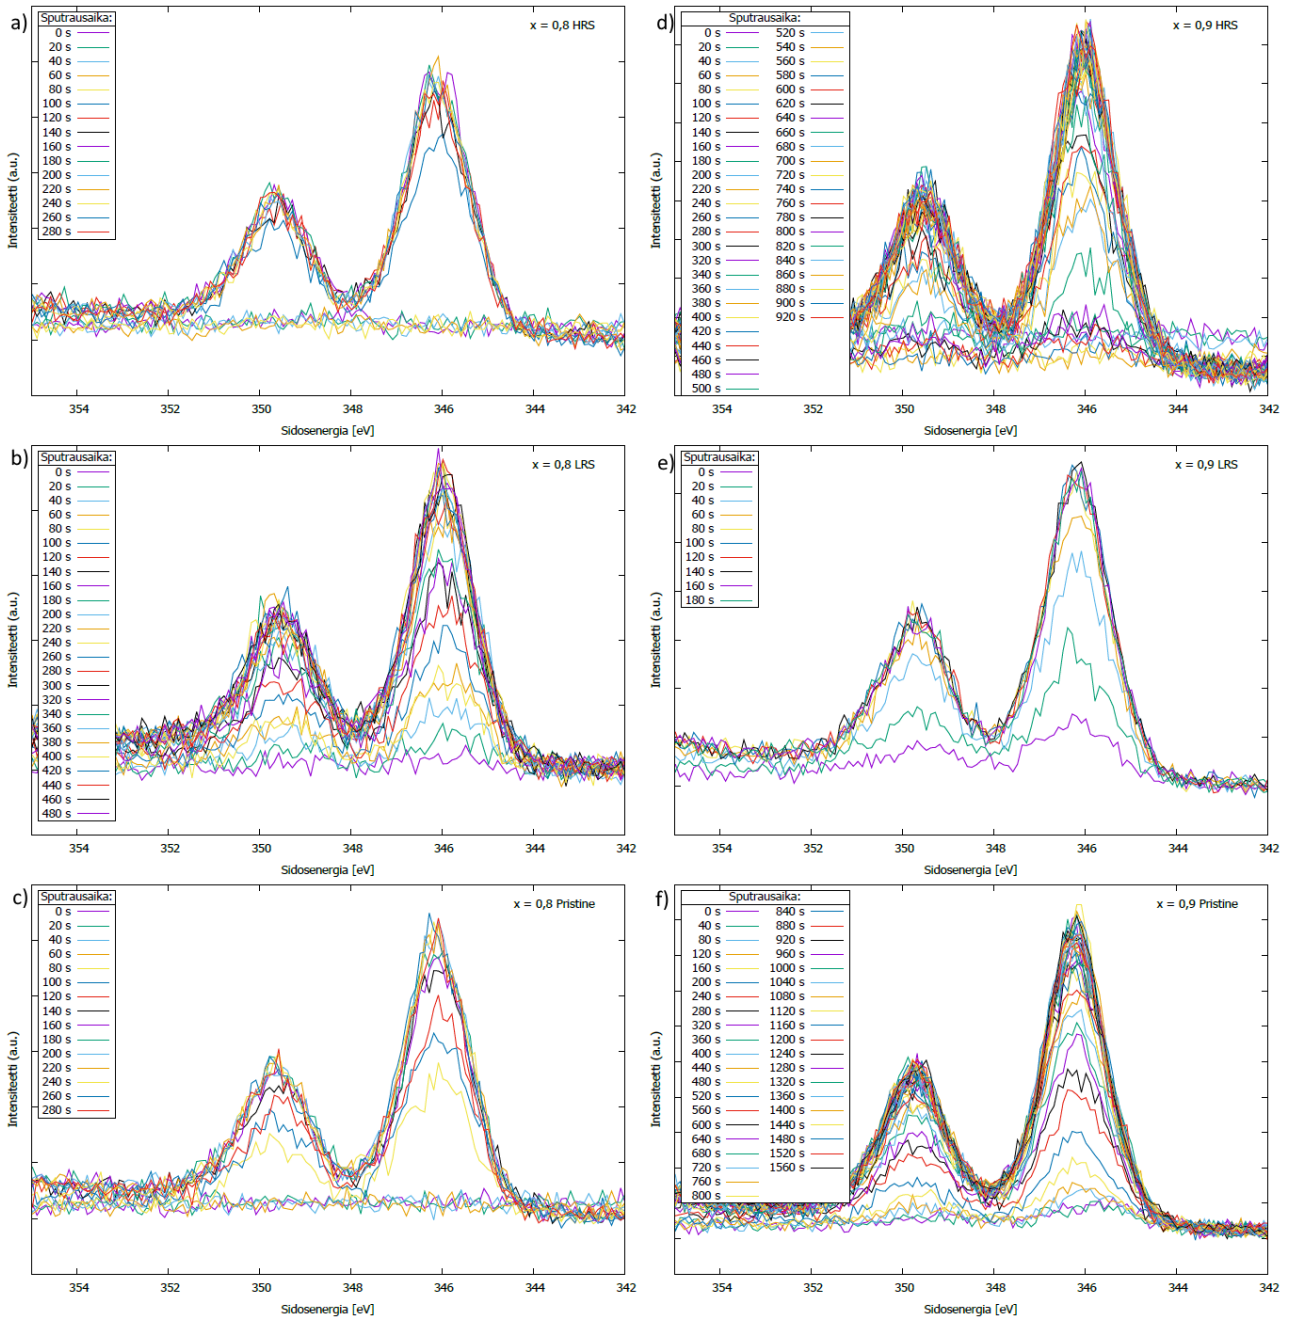 a)
Sputrausaika:
x = 0,8 HRS
0 s
20 s
40 s
60 s
80 s
100 s
120 s
140 s
160 s
180 s
200 s
220 s
240 s
260 s
280 s
Intensiteetti (a.u.)
354 352 350 348 346 344 342
Sidosenergia [eV]
d)
Sputrausaika:
x = 0,9 HRS
0 s 520 s
20 s 540 s
40 s 560 s
60 s 580 s
80 s 600 s
100 s 620 s
120 s 640 s
140 s 660 s
160 s 680 s
180 s 700 s
200 s 720 s
220 s 740 s
240 s 760 s
260 s 780 s
280 s 800 s
300 s 820 s
320 s 840 s
340 s 860 s
360 s 880 s
380 s 900 s
400 s 920 s
420 s
440 s
460 s
480 s
500 s
Intensiteetti (a.u.)
354 352 350 348 346 344 342
Sidosenergia [eV]
b)
Sputrausaika:
x = 0,8 LRS
0 s
20 s
40 s
60 s
80 s
100 s
120 s
140 s
160 s
180 s
200 s
220 s
240 s
260 s
280 s
300 s
320 s
340 s
360 s
380 s
400 s
420 s
440 s
460 s
480 s
Intensiteetti (a.u.)
354 352 350 348 346 344 342
Sidosenergia [eV]
e)
Sputrausaika:
x = 0,9 LRS
0 s
20 s
40 s
60 s
80 s
100 s
120 s
140 s
160 s
180 s
Intensiteetti (a.u.)
354 352 350 348 346 344 342
Sidosenergia [eV]
c)
Sputrausaika:
x = 0,8 Pristine
0 s
20 s
40 s
60 s
80 s
100 s
120 s
140 s
160 s
180 s
200 s
220 s
240 s
260 s
280 s
Intensiteetti (a.u.)
354 352 350 348 346 344 342
Sidosenergia [eV]
f)
Sputrausaika:
x = 0,9 Pristine
0 s 840 s
40 s 880 s
80 s 920 s
120 s 960 s
160 s 1000 s
200 s 1040 s
240 s 1080 s
280 s 1120 s
320 s 1160 s
360 s 1200 s
400 s 1240 s
440 s 1280 s
480 s 1320 s
520 s 1360 s
560 s 1400 s
600 s 1440 s
640 s 1480 s
680 s 1520 s
720 s 1560 s
760 s
800 s
Intensiteetti (a.u.)
354 352 350 348 346 344 342
Sidosenergia [eV]